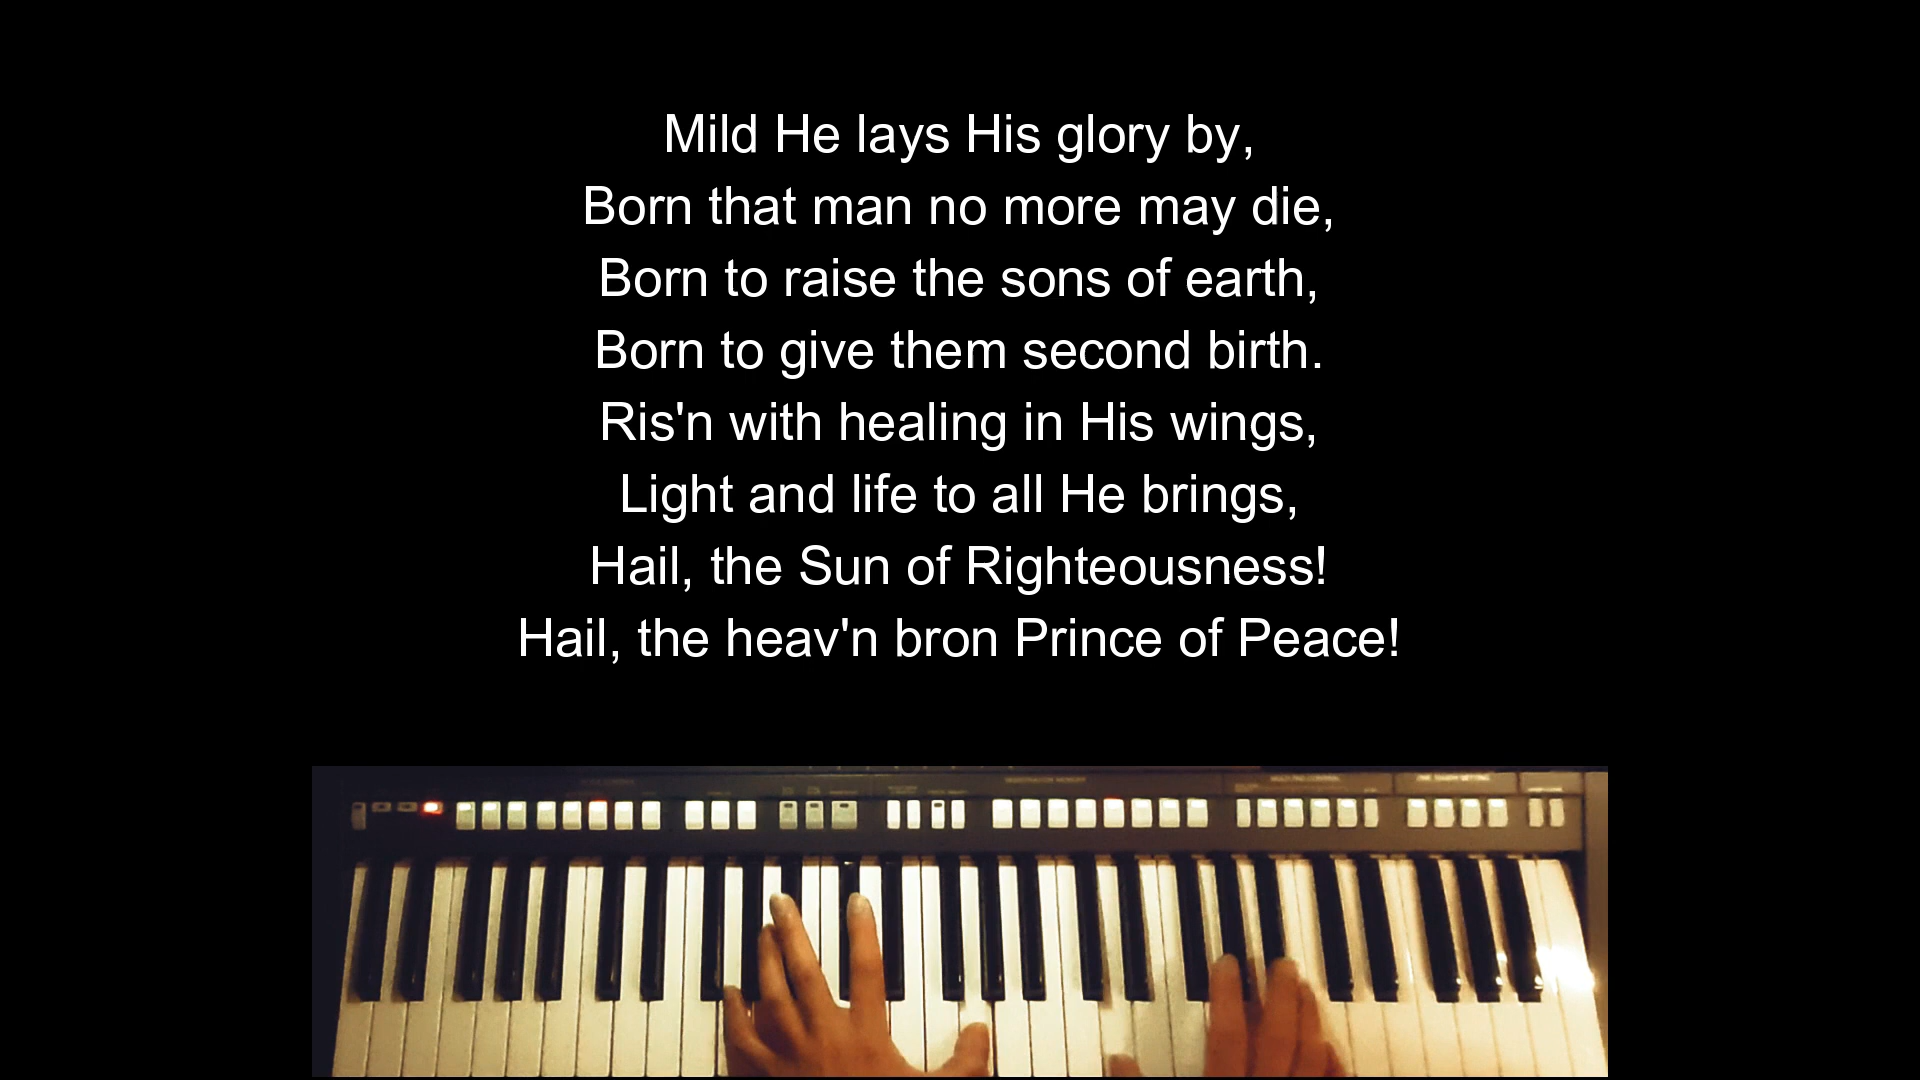 Mild He lays His glory by,
Born that man no more may die,
Born to raise the sons of earth,
Born to give them second birth.
Ris'n with healing in His wings,
Light and life to all He brings,
Hail, the Sun of Righteousness!
Hail, the heav'n bron Prince of Peace!